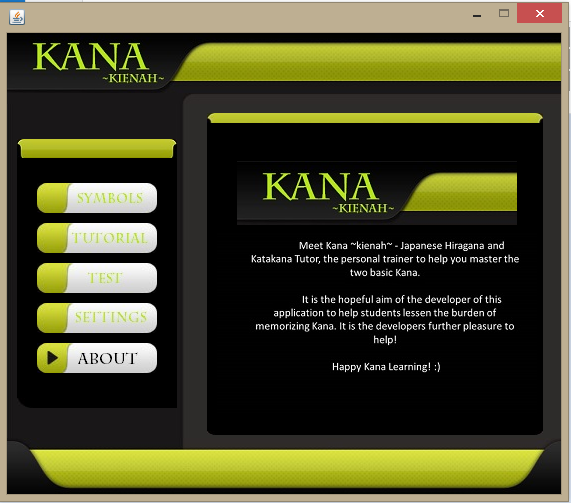 KANA
~KIENAH~
SYMBOLS
TUTORIAL
TEST
SETTINGS
ABOUT
KANA
~KIENAH~
Meet Kana ~kienah~ - Japanese Hiragana and
Katakana Tutor, the personal trainer to help you master the
two basic Kana.
It is the hopeful aim of the developer of this
application to help students lessen the burden of
memorizing Kana. It is the developers further pleasure to
help!
Happy Kana Learning! :)